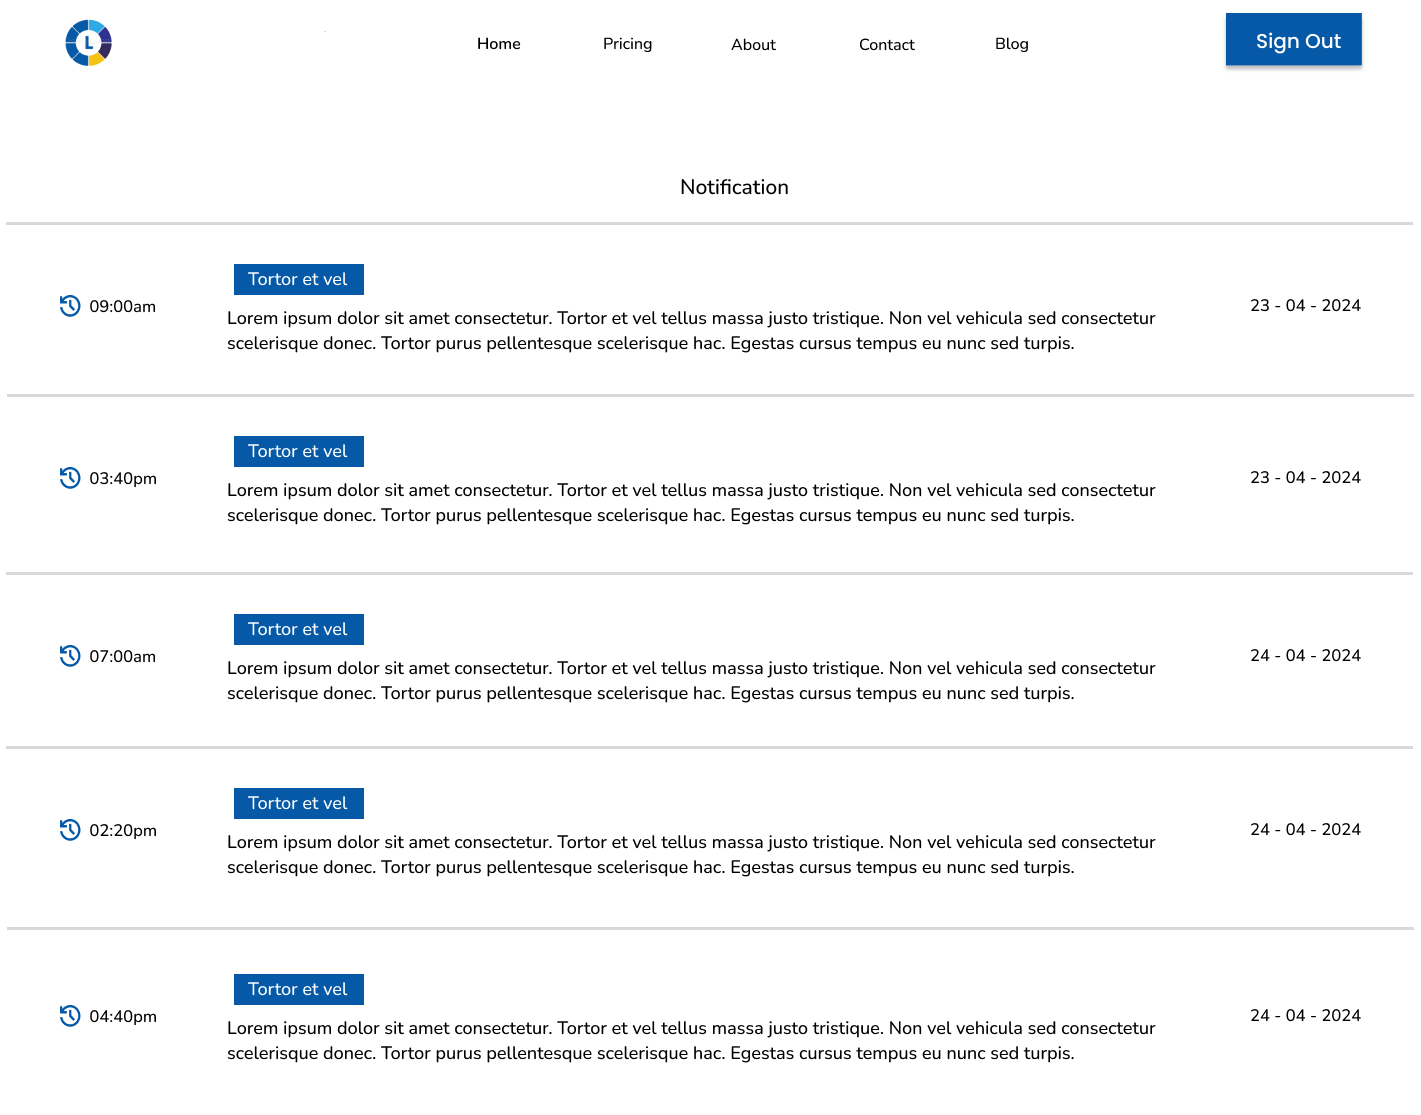 L
Home Pricing About Contact Blog Sign Out
Notification
Tortor et vel
09:00am
Lorem ipsum dolor sit amet consectetur. Tortor et vel tellus massa justo tristique. Non vel vehicula sed consectetur
scelerisque donec. Tortor purus pellentesque scelerisque hac. Egestas cursus tempus eu nunc sed turpis.
23 - 04 - 2024
Tortor et vel
03:40pm
Lorem ipsum dolor sit amet consectetur. Tortor et vel tellus massa justo tristique. Non vel vehicula sed consectetur
scelerisque donec. Tortor purus pellentesque scelerisque hac. Egestas cursus tempus eu nunc sed turpis.
23 - 04 - 2024
Tortor et vel
07:00am
Lorem ipsum dolor sit amet consectetur. Tortor et vel tellus massa justo tristique. Non vel vehicula sed consectetur
scelerisque donec. Tortor purus pellentesque scelerisque hac. Egestas cursus tempus eu nunc sed turpis.
24 - 04 - 2024
Tortor et vel
02:20pm
Lorem ipsum dolor sit amet consectetur. Tortor et vel tellus massa justo tristique. Non vel vehicula sed consectetur
scelerisque donec. Tortor purus pellentesque scelerisque hac. Egestas cursus tempus eu nunc sed turpis.
24 - 04 - 2024
Tortor et vel
04:40pm
Lorem ipsum dolor sit amet consectetur. Tortor et vel tellus massa justo tristique. Non vel vehicula sed consectetur
scelerisque donec. Tortor purus pellentesque scelerisque hac. Egestas cursus tempus eu nunc sed turpis.
24 - 04 - 2024